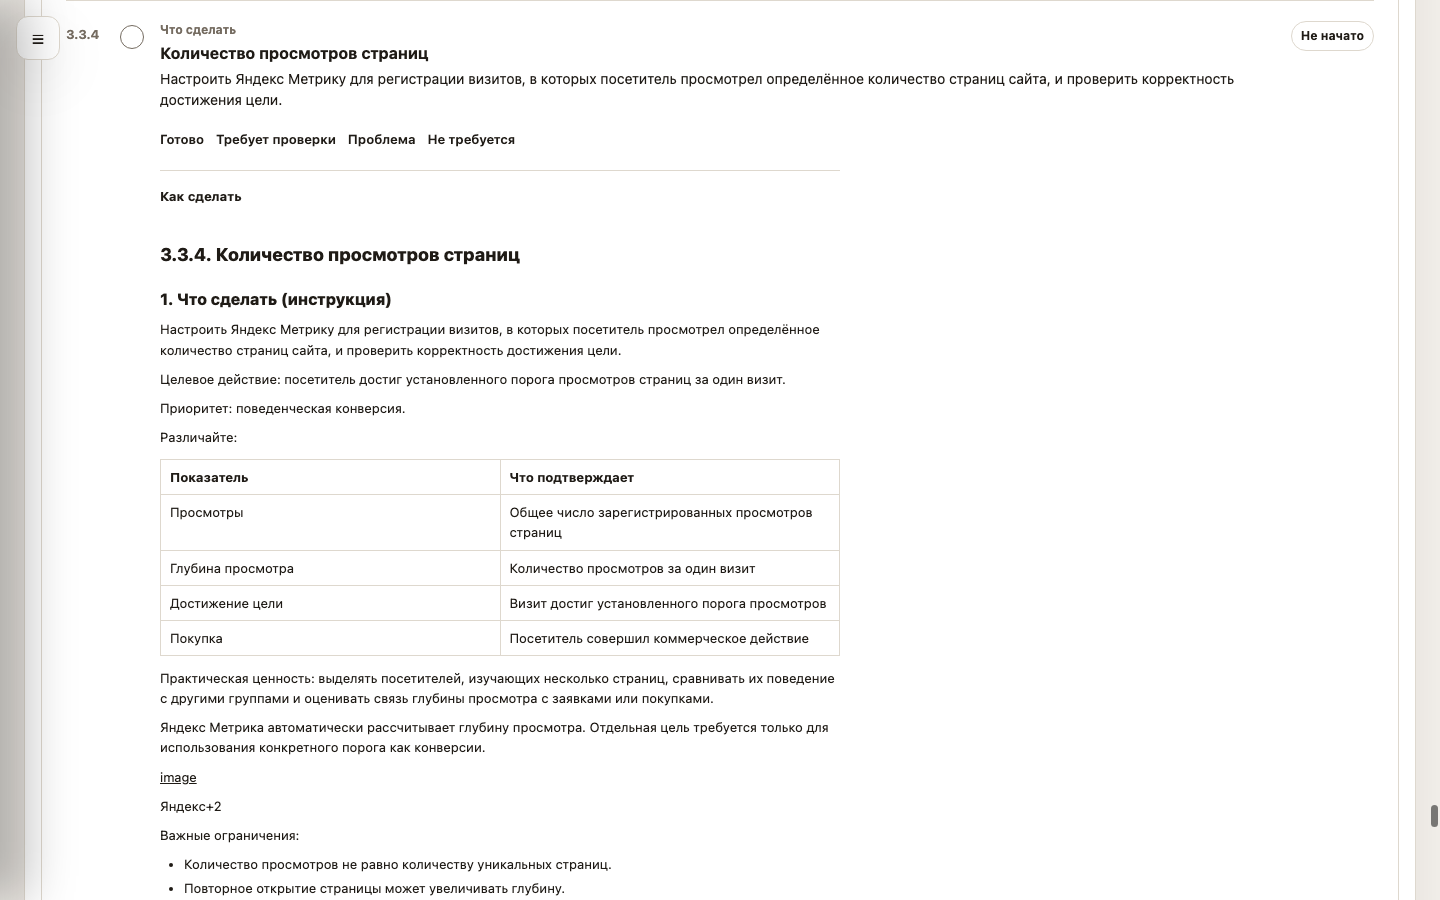 3.3.4
Что сделать
Не начато
Количество просмотров страниц
Настроить Яндекс Метрику для регистрации визитов, в которых посетитель просмотрел определённое количество страниц сайта, и проверить корректность
достижения цели.
Готово Требует проверки Проблема Не требуется
Как сделать
3.3.4. Количество просмотров страниц
1. Что сделать (инструкция)
Настроить Яндекс Метрику для регистрации визитов, в которых посетитель просмотрел определённое
количество страниц сайта, и проверить корректность достижения цели.
Целевое действие: посетитель достиг установленного порога просмотров страниц за один визит.
Приоритет: поведенческая конверсия.
Различайте:
Показатель Что подтверждает
Просмотры Общее число зарегистрированных просмотров
страниц
Глубина просмотра Количество просмотров за один визит
Достижение цели Визит достиг установленного порога просмотров
Покупка Посетитель совершил коммерческое действие
Практическая ценность: выделять посетителей, изучающих несколько страниц, сравнивать их поведение
с другими группами и оценивать связь глубины просмотра с заявками или покупками.
Яндекс Метрика автоматически рассчитывает глубину просмотра. Отдельная цель требуется только для
использования конкретного порога как конверсии.
image
Яндекс+2
Важные ограничения:
• Количество просмотров не равно количеству уникальных страниц.
• Повторное открытие страницы может увеличивать глубину.